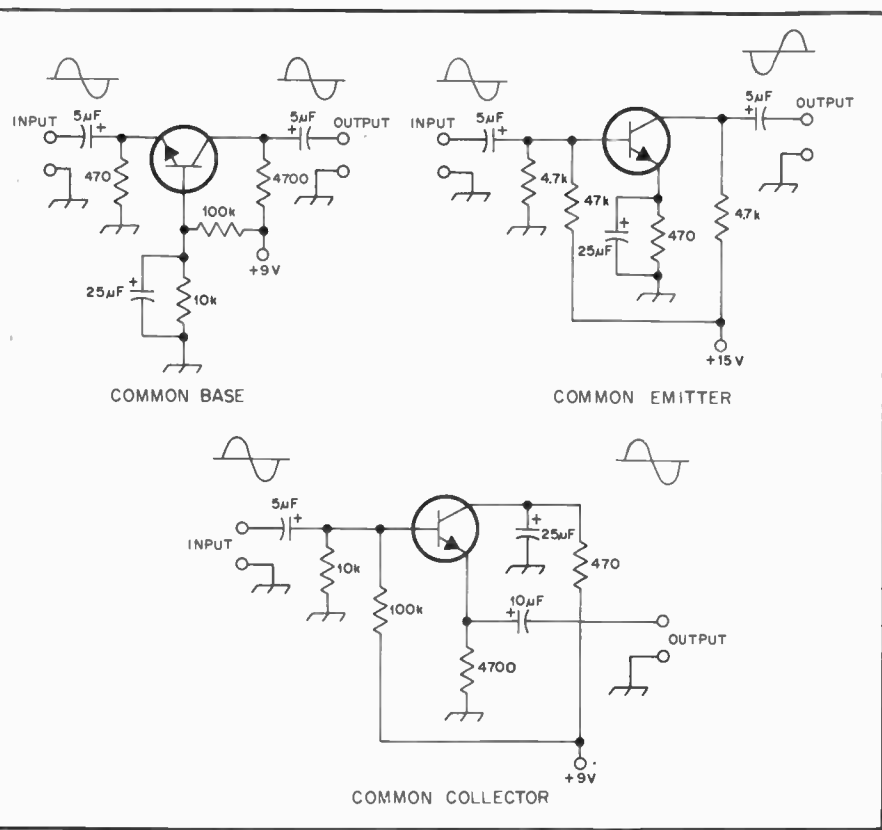 INPUT
5μF
+
470
+
5μF
OUTPUT
4700
100k
+9V
25μF
+
10k
COMMON BASE
INPUT
5μF
+
4.7k
47k
25μF
+
470
5μF
+
OUTPUT
4.7k
+15V
COMMON EMITTER
INPUT
5μF
+
10k
100k
+
25μF
470
10μF
+
OUTPUT
4700
+9V
COMMON COLLECTOR